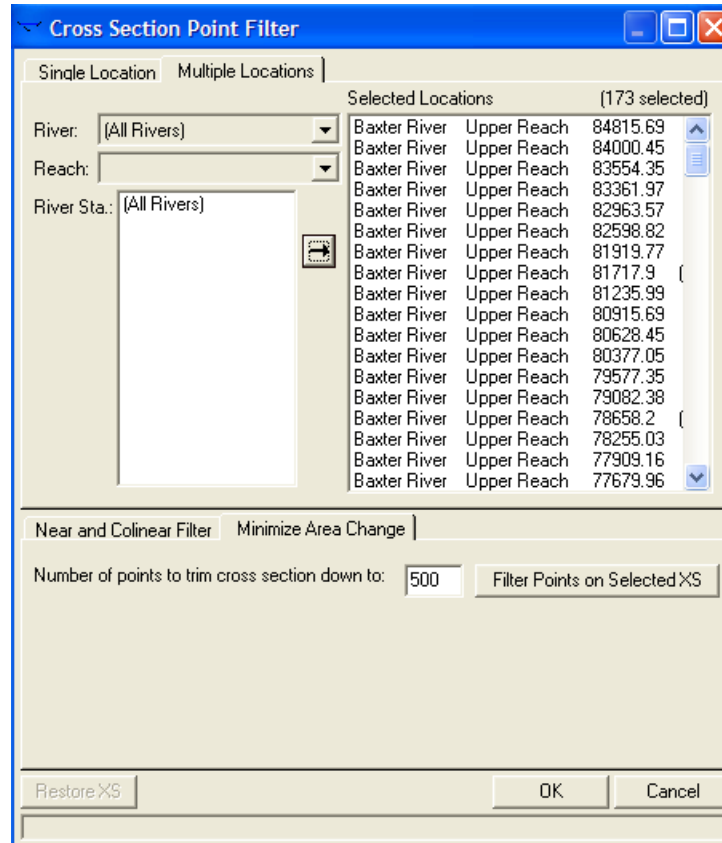 Cross Section Point Filter
Single Location Multiple Locations
Selected Locations (173 selected)
River: (All Rivers)
Reach:
River Sta.: (All Rivers)
Baxter River Upper Reach 84815.69
Baxter River Upper Reach 84000.45
Baxter River Upper Reach 83554.35
Baxter River Upper Reach 83361.97
Baxter River Upper Reach 82963.57
Baxter River Upper Reach 82598.82
Baxter River Upper Reach 81919.77
Baxter River Upper Reach 81717.9 (
Baxter River Upper Reach 81235.99
Baxter River Upper Reach 80915.69
Baxter River Upper Reach 80628.45
Baxter River Upper Reach 80377.05
Baxter River Upper Reach 79577.35
Baxter River Upper Reach 79082.38
Baxter River Upper Reach 78658.2 (
Baxter River Upper Reach 78255.03
Baxter River Upper Reach 77909.16
Baxter River Upper Reach 77679.96
Near and Colinear Filter Minimize Area Change
Number of points to trim cross section down to: 500 Filter Points on Selected XS
Restore XS OK Cancel